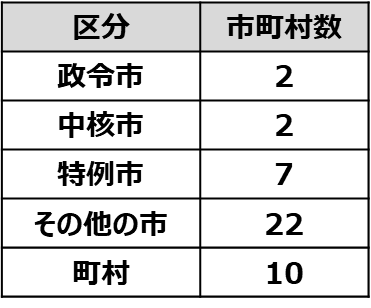 区分 市町村数
政令市 2
中核市 2
特例市 7
その他の市 22
町村 10